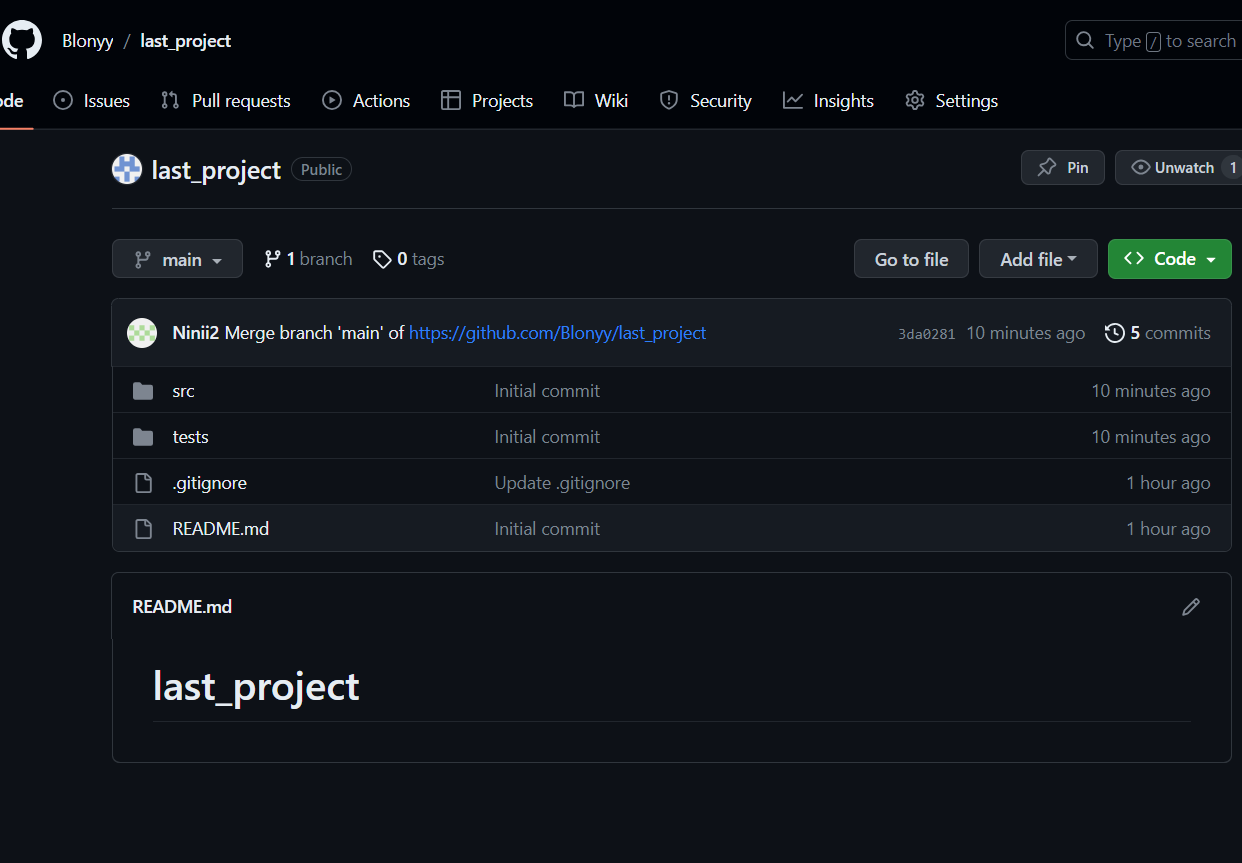 Blonyy / last_project
Type / to search
ode Issues Pull requests Actions Projects Wiki Security Insights Settings
last_project Public Pin Unwatch 1
main 1 branch 0 tags Go to file Add file <> Code
Ninii2 Merge branch 'main' of https://github.com/Blonyy/last_project 3da0281 10 minutes ago 5 commits
src Initial commit 10 minutes ago
tests Initial commit 10 minutes ago
.gitignore Update .gitignore 1 hour ago
README.md Initial commit 1 hour ago
README.md
last_project